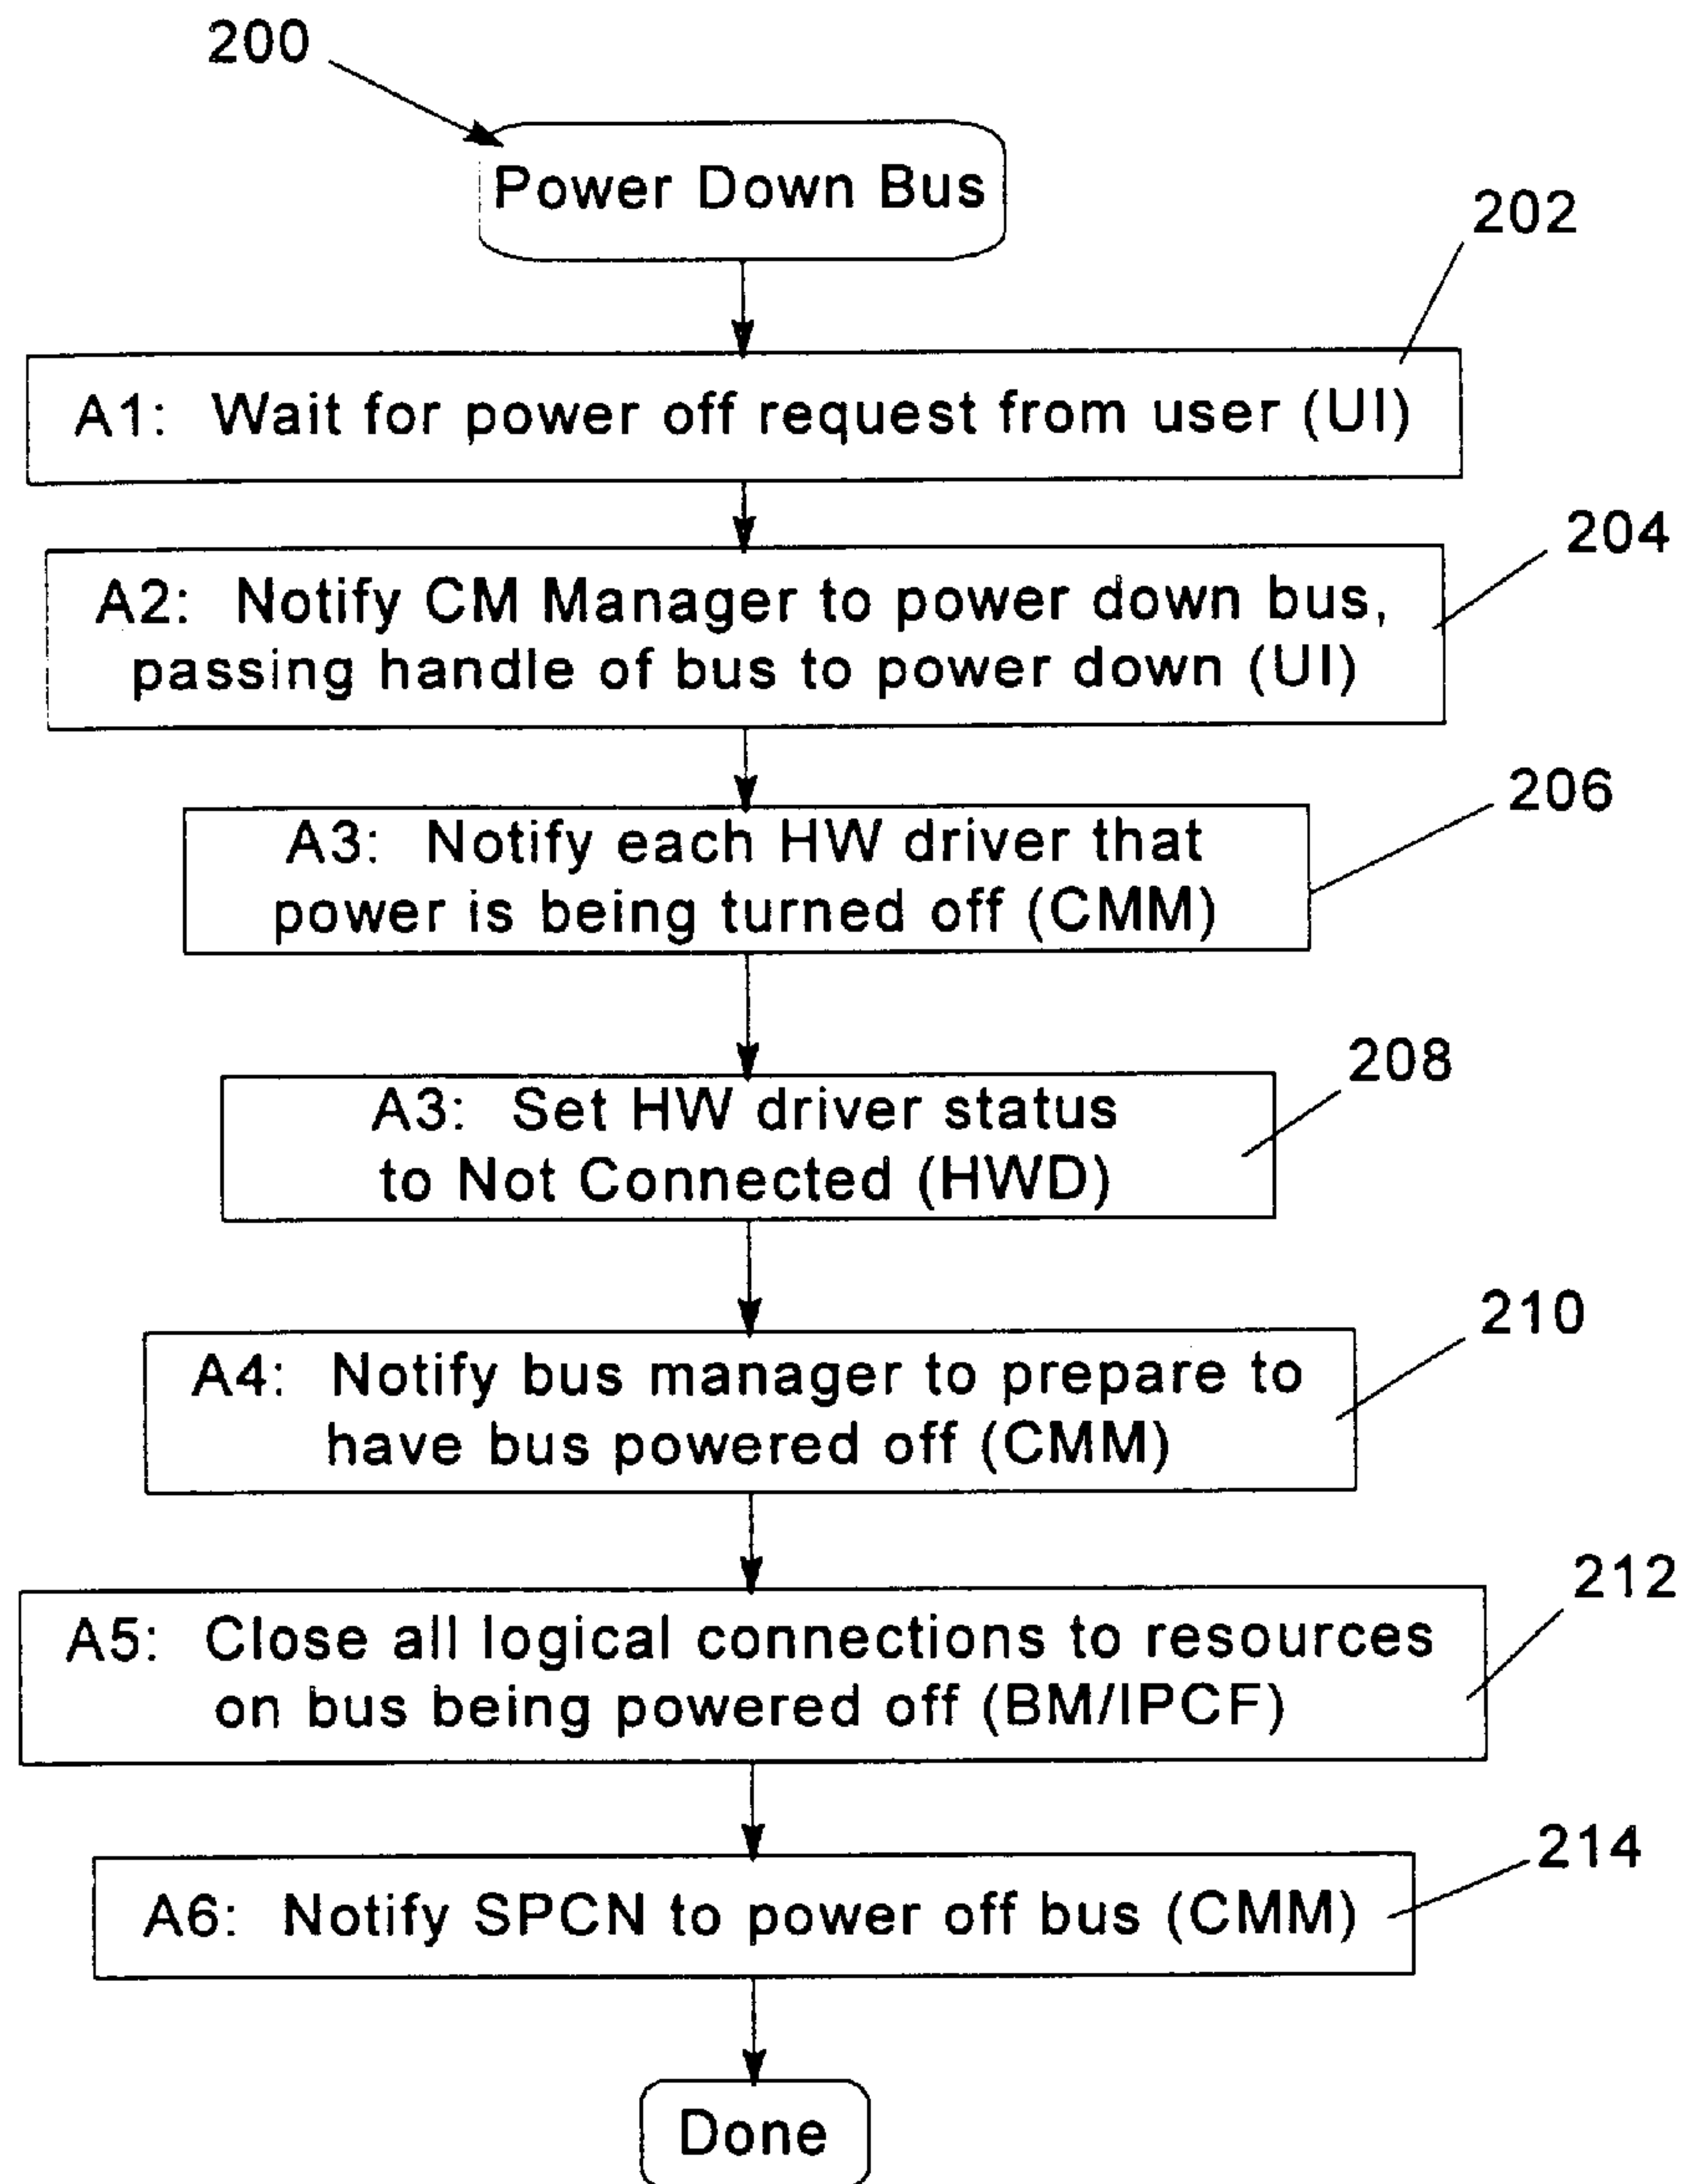 200
Power Down Bus
202
A1: Wait for power off request from user (UI)
204
A2: Notify CM Manager to power down bus,
passing handle of bus to power down (UI)
206
A3: Notify each HW driver that
power is being turned off (CMM)
208
A3: Set HW driver status
to Not Connected (HWD)
210
A4: Notify bus manager to prepare to
have bus powered off (CMM)
212
A5: Close all logical connections to resources
on bus being powered off (BM/IPCF)
214
A6: Notify SPCN to power off bus (CMM)
Done